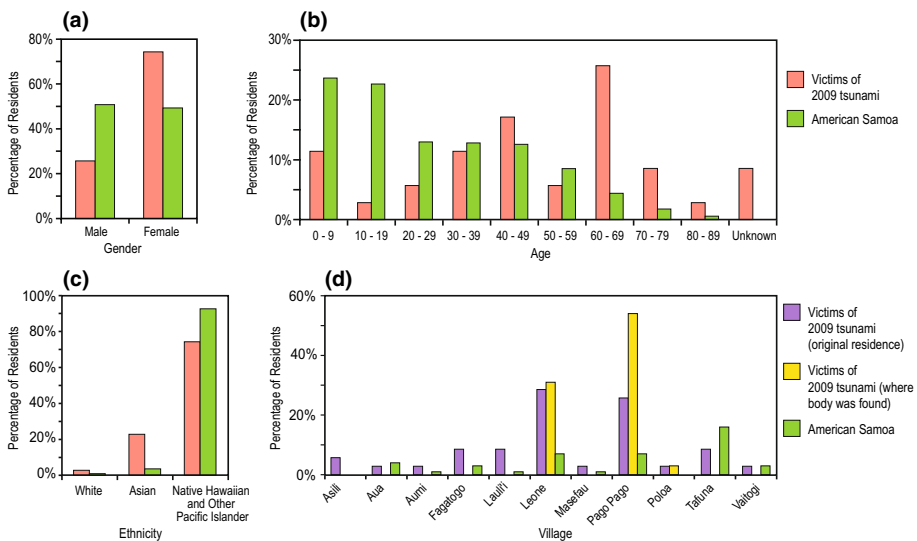 (a)
80%
60%
40%
20%
0%
Percentage of Residents
Male Female
Gender
(b)
30%
20%
10%
0%
Percentage of Residents
0 - 9 10 - 19 20 - 29 30 - 39 40 - 49 50 - 59 60 - 69 70 - 79 80 - 89 Unknown
Age
Victims of
2009 tsunami
American Samoa
(c)
100%
80%
60%
40%
20%
0%
Percentage of Residents
White Asian Native Hawaiian
and Other
Pacific Islander
Ethnicity
(d)
60%
40%
20%
0%
Percentage of Residents
Asili Aua Aumi Fagatogo Lauli'i Leone Masefau Pago Pago Poloa Tafuna Vaitogi
Village
Victims of
2009 tsunami
(original residence)
Victims of
2009 tsunami (where
body was found)
American Samoa